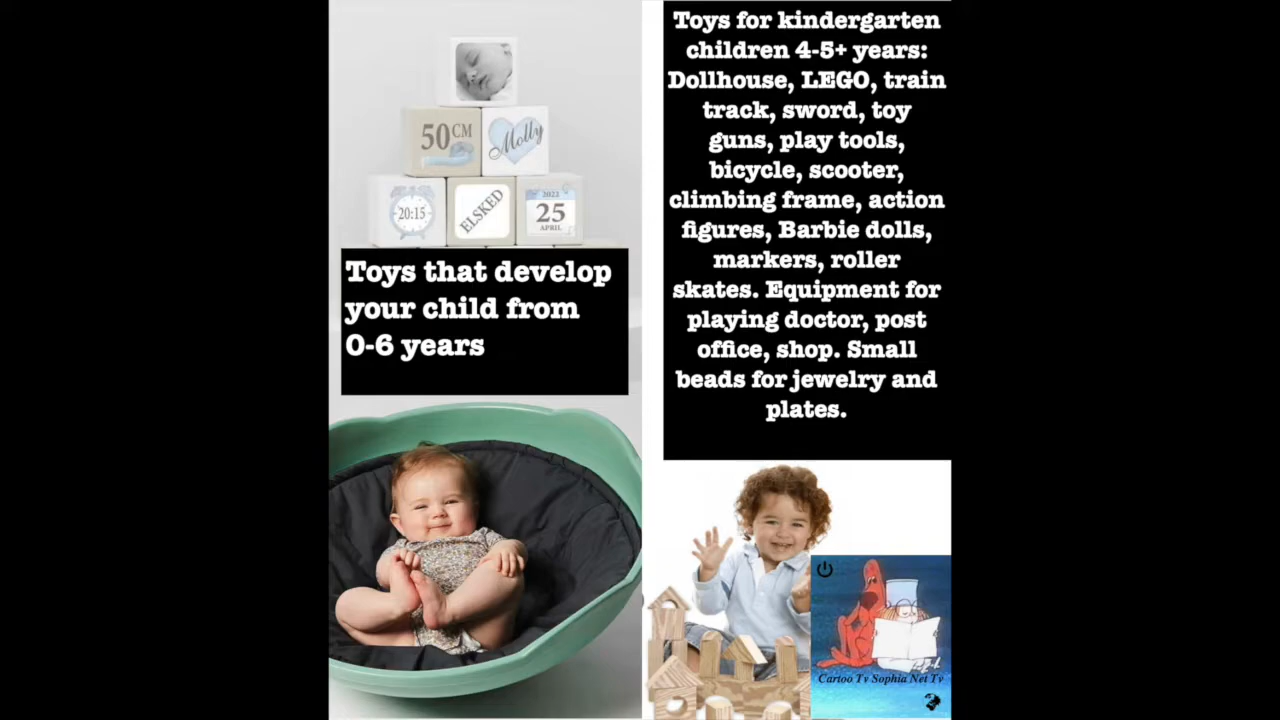 50CM
Molly
20:15
ELSKED
2022
25
APRIL
Toys that develop
your child from
0-6 years
Toys for kindergarten
children 4-5+ years:
Dollhouse, LEGO, train
track, sword, toy
guns, play tools,
bicycle, scooter,
climbing frame, action
figures, Barbie dolls,
markers, roller
skates. Equipment for
playing doctor, post
office, shop. Small
beads for jewelry and
plates.
Cartoo Tv Sophia Net Tv